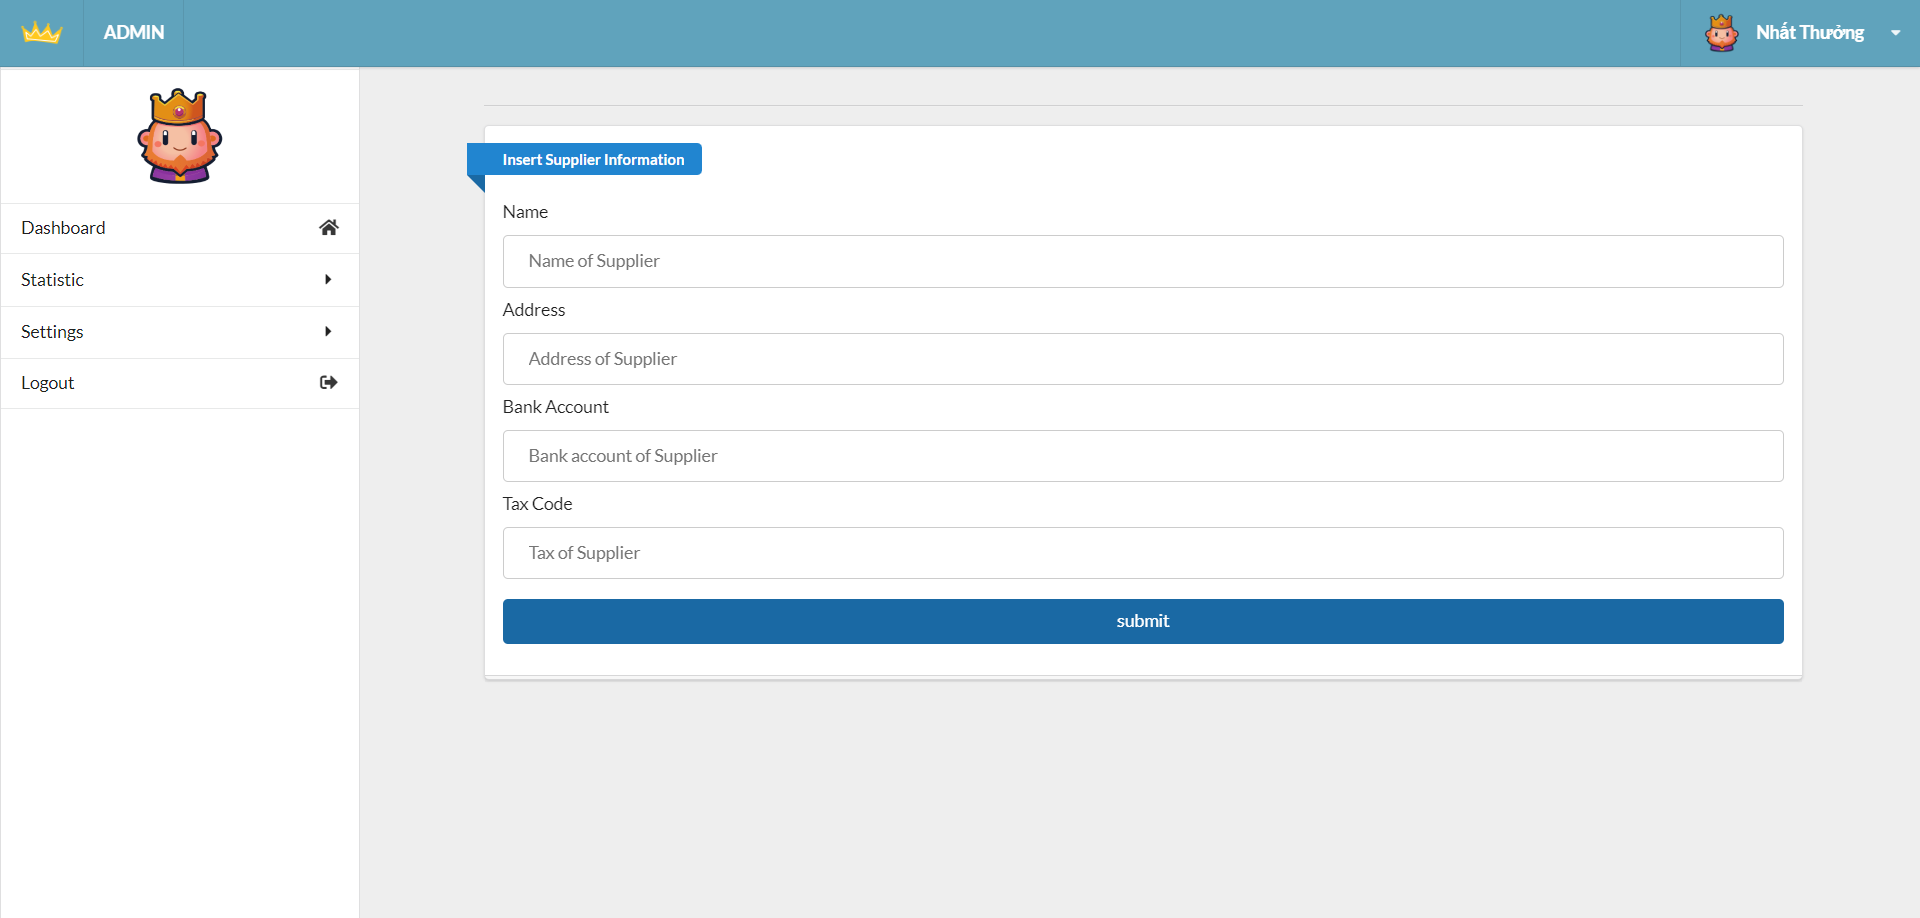 ADMIN
Nhất Thưởng
Dashboard
Statistic
Settings
Logout
Insert Supplier Information
Name
Name of Supplier
Address
Address of Supplier
Bank Account
Bank account of Supplier
Tax Code
Tax of Supplier
submit